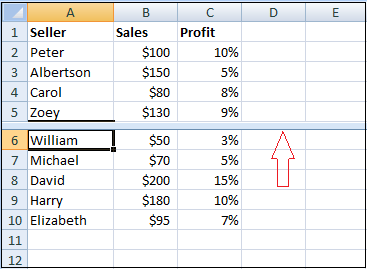 A B C D E
1 Seller Sales Profit
2 Peter $100 10%
3 Albertson $150 5%
4 Carol $80 8%
5 Zoey $130 9%
6 William $50 3%
7 Michael $70 5%
8 David $200 15%
9 Harry $180 10%
10 Elizabeth $95 7%
11
12